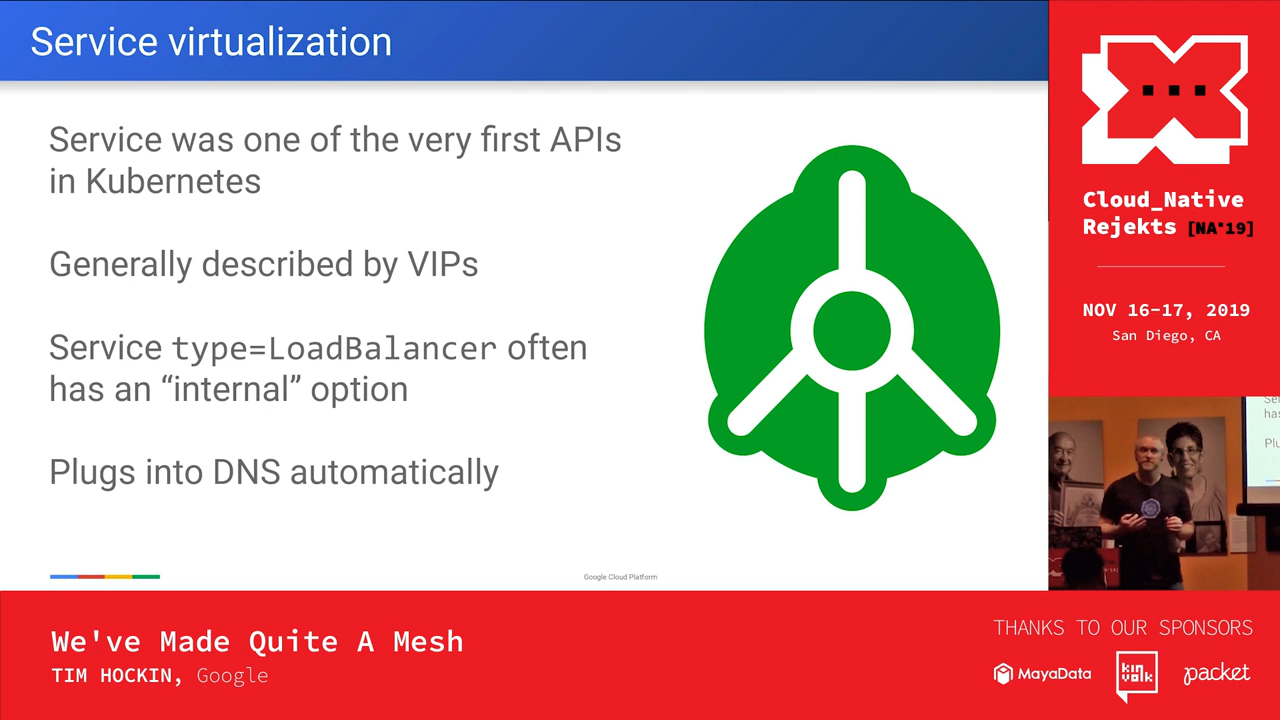 Service virtualization
Service was one of the very first APIs
in Kubernetes
Generally described by VIPs
Service type=LoadBalancer often
has an “internal” option
Plugs into DNS automatically
Google Cloud Platform
Cloud_Native
Rejekts [NA'19]
NOV 16-17, 2019
San Diego, CA
We've Made Quite A Mesh
TIM HOCKIN, Google
THANKS TO OUR SPONSORS
MayaData
kinvolk
packet